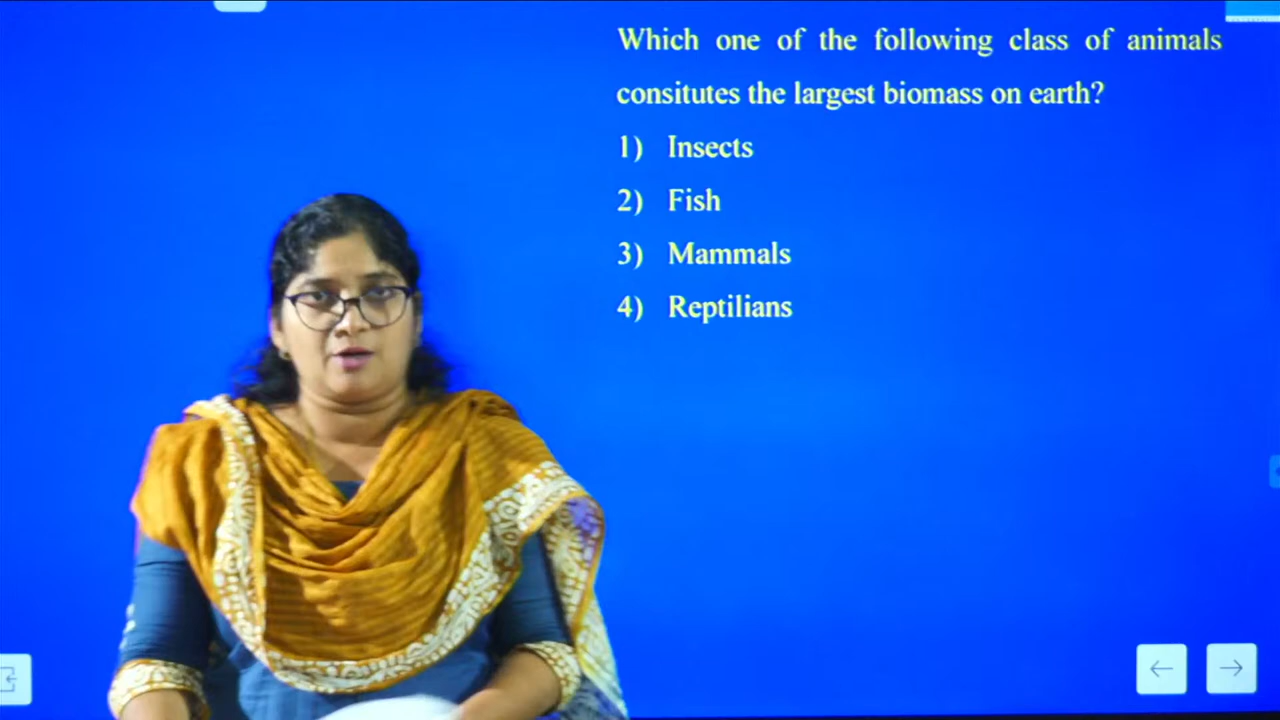 Which one of the following class of animals
consitutes the largest biomass on earth?
1) Insects
2) Fish
3) Mammals
4) Reptilians